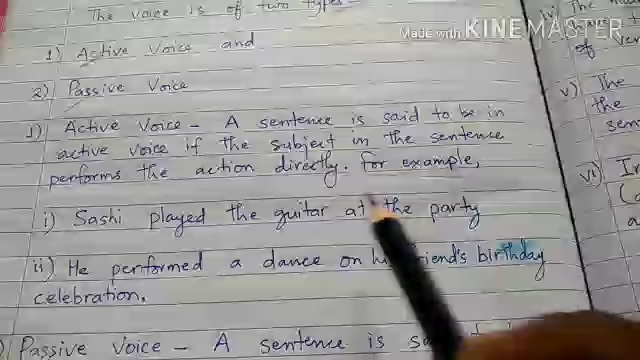 The voice is of two types-
Made with KINEMASTER
1) Active Voice and
2) Passive Voice
1) Active Voice - A sentence is said to be in
active voice if the subject in the sentence
performs the action directly. For example,
i) Sashi played the guitar at the party
ii) He performed a dance on friend's birthday
celebration.
Passive Voice - A sentence is
v) The
the
vi)